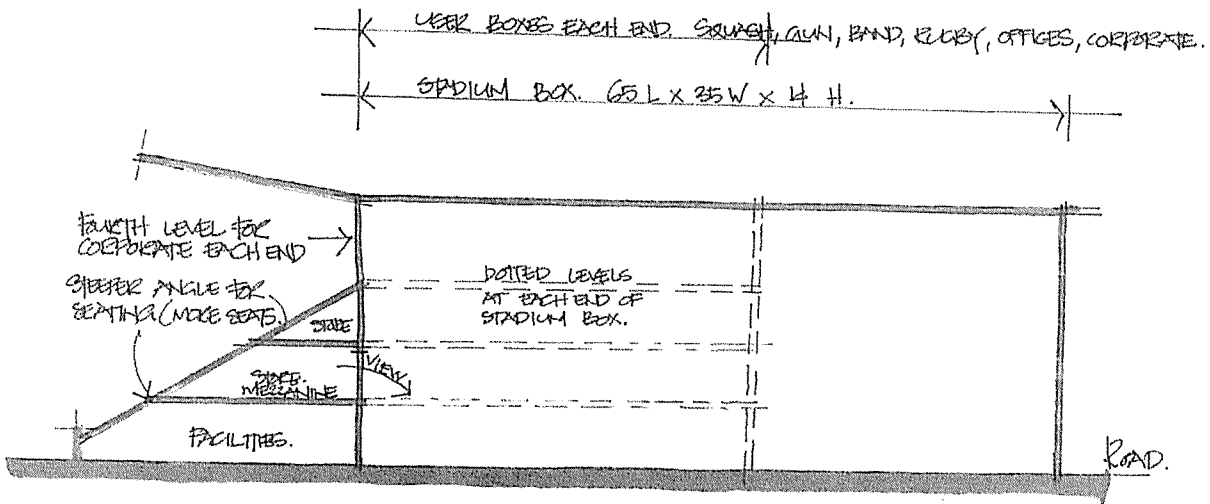 USER BOXES EACH END. SQUASH, GUN, BAND, RUGBY, OFFICES, CORPORATE.
STADIUM BOX. 65 L X 35 W X 14 H.
FOURTH LEVEL FOR
CORPORATE EACH END
STEEPER ANGLE FOR
SEATING (MORE SEATS.
DOTTED LEVELS
AT EACH END OF
STADIUM BOX.
STORE
VIEW
STORE.
MEZZANINE
FACILITIES.
ROAD.